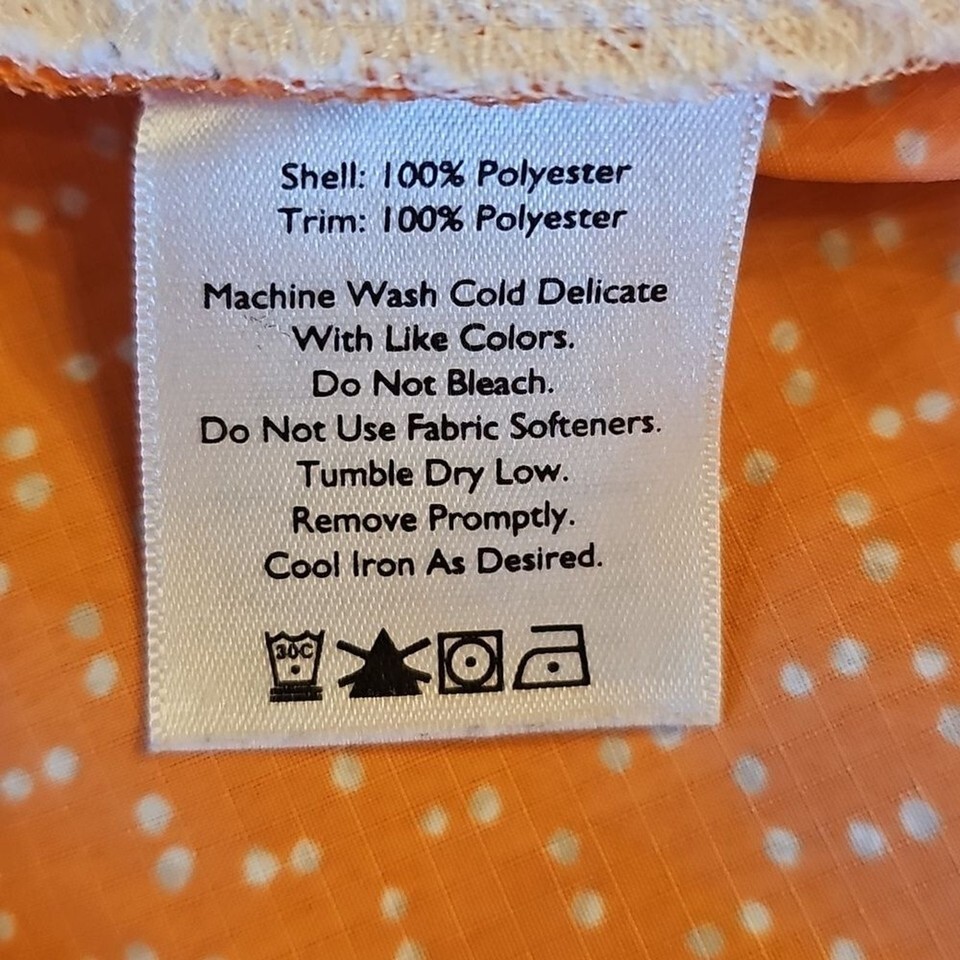 Shell: 100% Polyester
Trim: 100% Polyester
Machine Wash Cold Delicate
With Like Colors.
Do Not Bleach.
Do Not Use Fabric Softeners.
Tumble Dry Low.
Remove Promptly.
Cool Iron As Desired.
30C